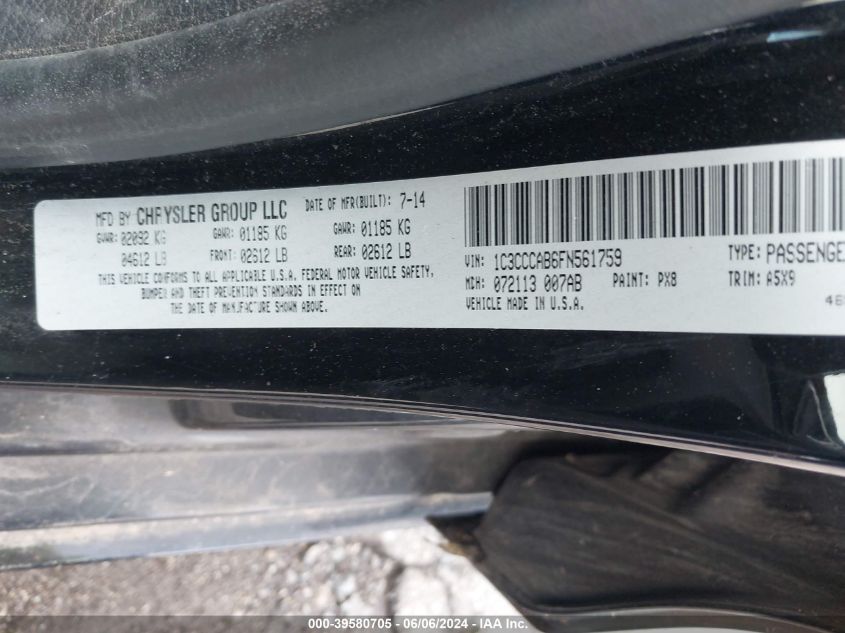 MFD BY CHRYSLER GROUP LLC DATE OF MFR(BUILT): 7-14
GVWR: 02092 KG GAWR: 01185 KG GAWR: 01185 KG
04612 LB FRONT: 02612 LB REAR: 02612 LB
THIS VEHICLE CONFORMS TO ALL APPLICABLE U.S.A. FEDERAL MOTOR VEHICLE SAFETY,
BUMPER AND THEFT PREVENTION STANDARDS IN EFFECT ON
THE DATE OF MANUFACTURE SHOWN ABOVE.
VIN: 1C3CCCAB6FN561759 TYPE: PASSENGE
MDH: 072113 007AB PAINT: PX8 TRIM: A5X9
VEHICLE MADE IN U.S.A.
000-39580705 - 06/06/2024 - IAA Inc.